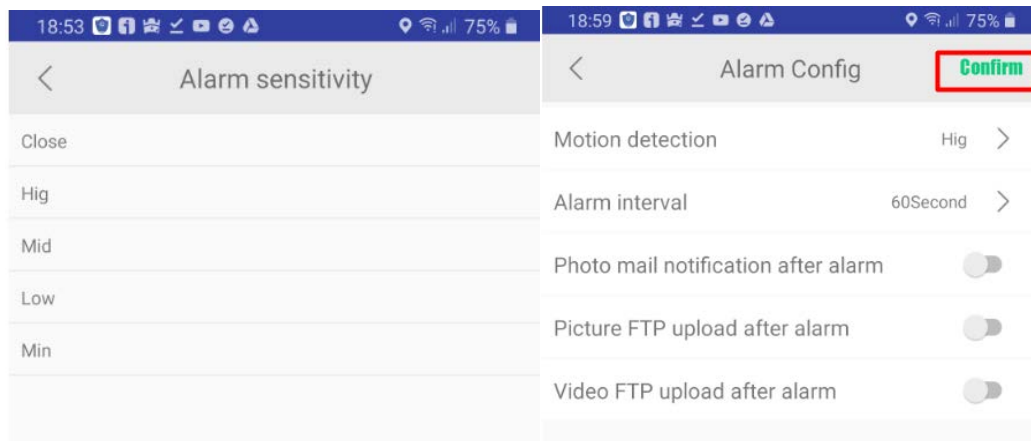 18:53
75%
Alarm sensitivity
Close
Hig
Mid
Low
Min
18:59
75%
Alarm Config
Confirm
Motion detection
Hig
Alarm interval
60Second
Photo mail notification after alarm
Picture FTP upload after alarm
Video FTP upload after alarm